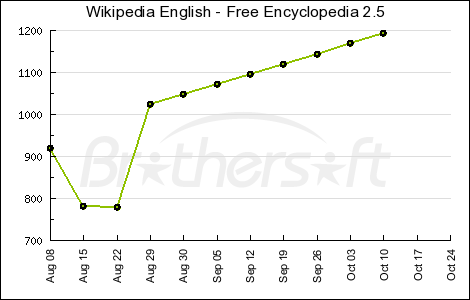 Wikipedia English - Free Encyclopedia 2.5
1200
1100
1000
900
800
700
Brothersoft
Aug 08
Aug 15
Aug 22
Aug 29
Aug 30
Sep 05
Sep 12
Sep 19
Sep 26
Oct 03
Oct 10
Oct 17
Oct 24